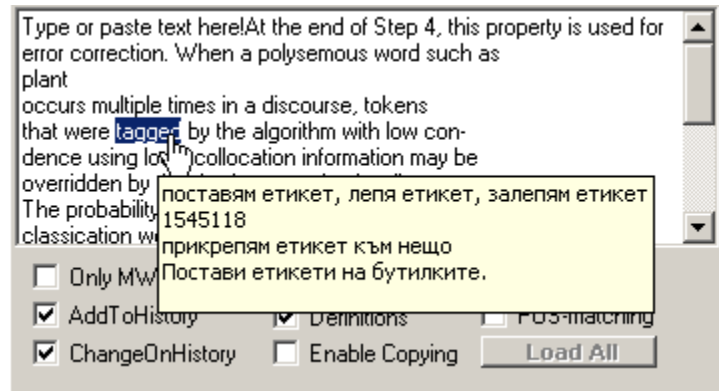 Type or paste text here!At the end of Step 4, this property is used for
error correction. When a polysemous word such as
plant
occurs multiple times in a discourse, tokens
that were tagged by the algorithm with low con-
dence using collocation information may be
overridden by
The probability
classication
поставям етикет, лепя етикет, залепям етикет
1545118
прикрепям етикет към нещо
Постави етикети на бутилките.
Only MW
AddToHistory Definitions POS-matching
ChangeOnHistory Enable Copying Load All